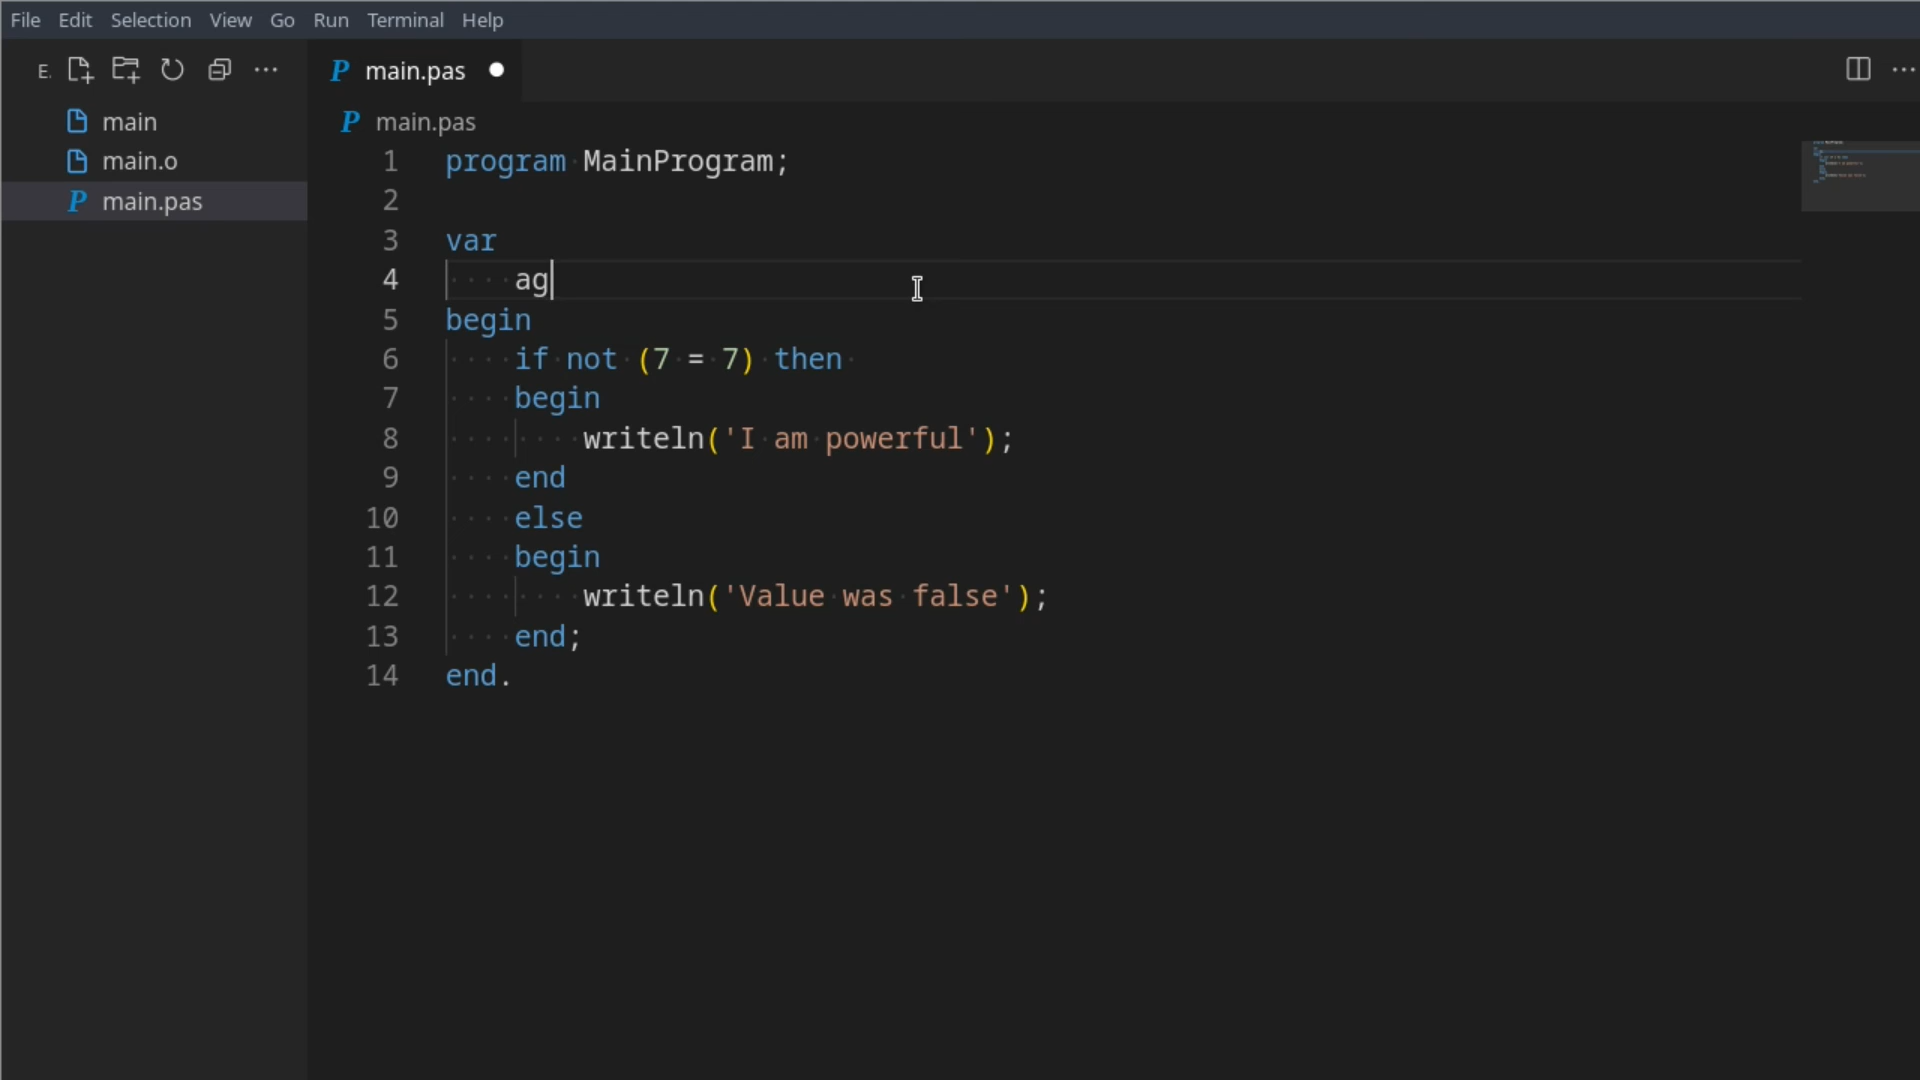 File Edit Selection View Go Run Terminal Help
E.
main
main.o
main.pas
main.pas
main.pas
1 program MainProgram;
2
3 var
4     ag
5 begin
6     if not (7 = 7) then
7     begin
8         writeln('I am powerful');
9     end
10     else
11     begin
12         writeln('Value was false');
13     end;
14 end.